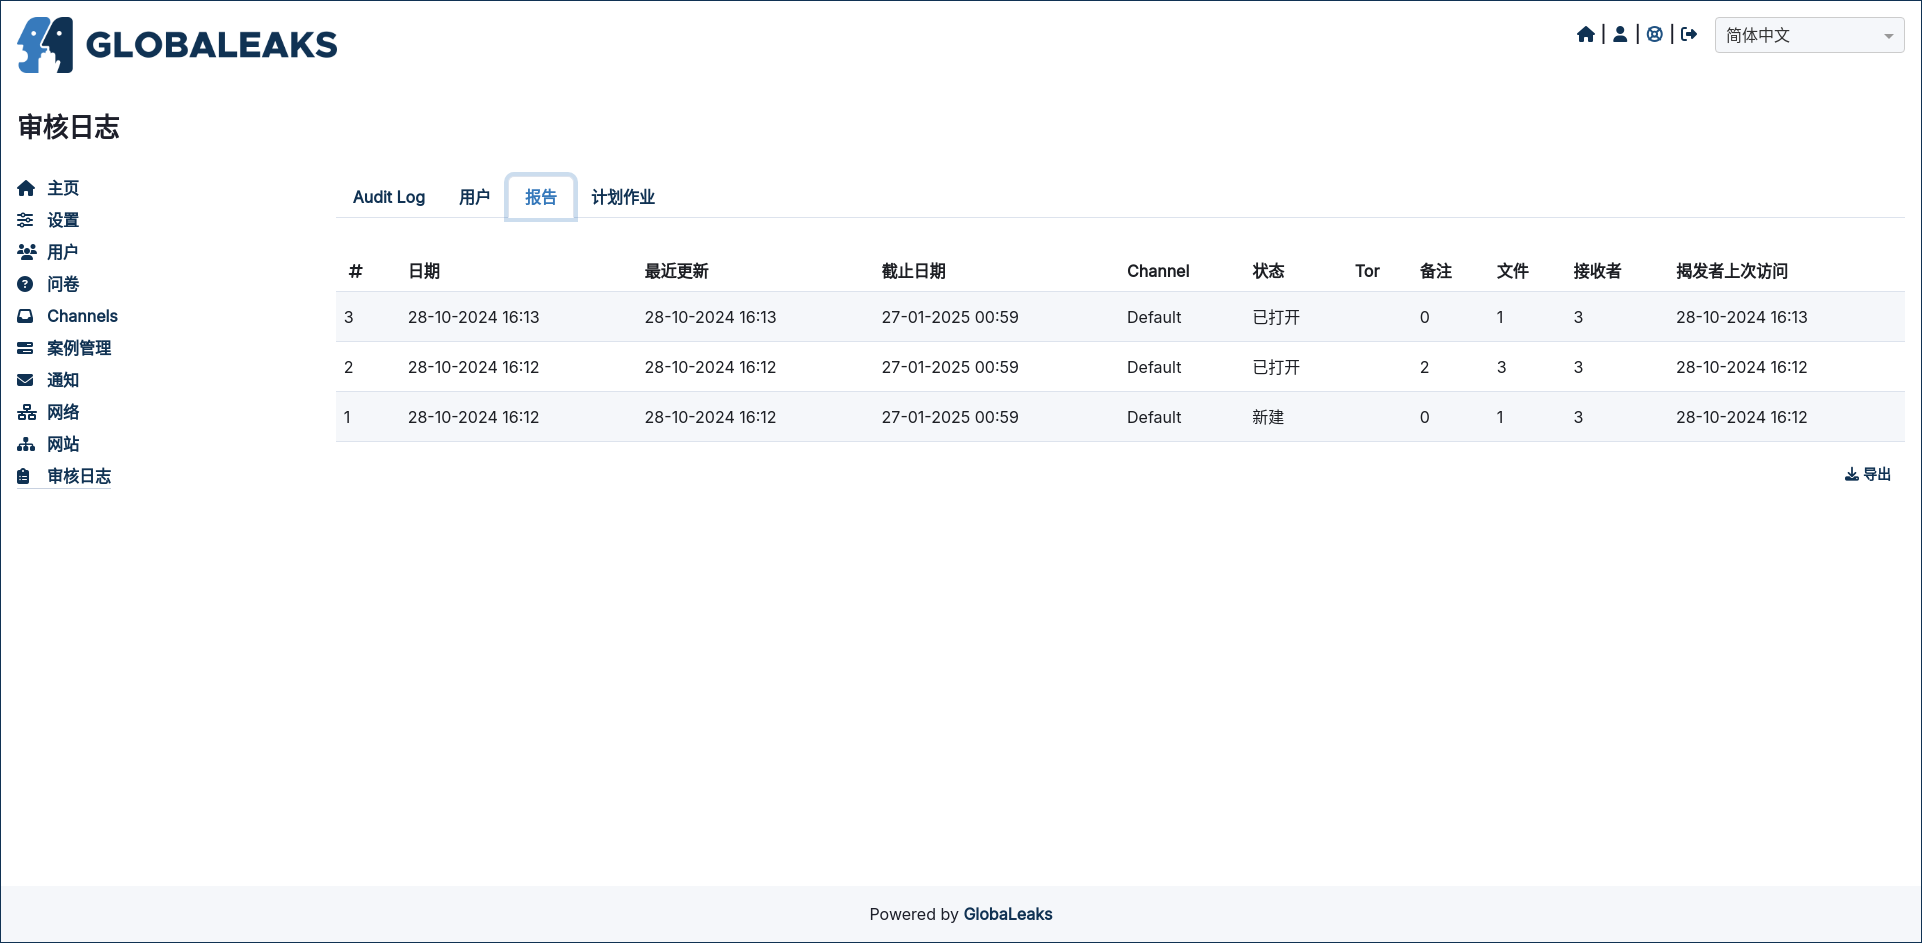 GLOBALEAKS
简体中文
审核日志
主页
设置
用户
问卷
Channels
案例管理
通知
网络
网站
审核日志
Audit Log 用户 报告 计划作业
# 日期 最近更新 截止日期 Channel 状态 Tor 备注 文件 接收者 揭发者上次访问
3 28-10-2024 16:13 28-10-2024 16:13 27-01-2025 00:59 Default 已打开 0 1 3 28-10-2024 16:13
2 28-10-2024 16:12 28-10-2024 16:12 27-01-2025 00:59 Default 已打开 2 3 3 28-10-2024 16:12
1 28-10-2024 16:12 28-10-2024 16:12 27-01-2025 00:59 Default 新建 0 1 3 28-10-2024 16:12
导出
Powered by GlobaLeaks